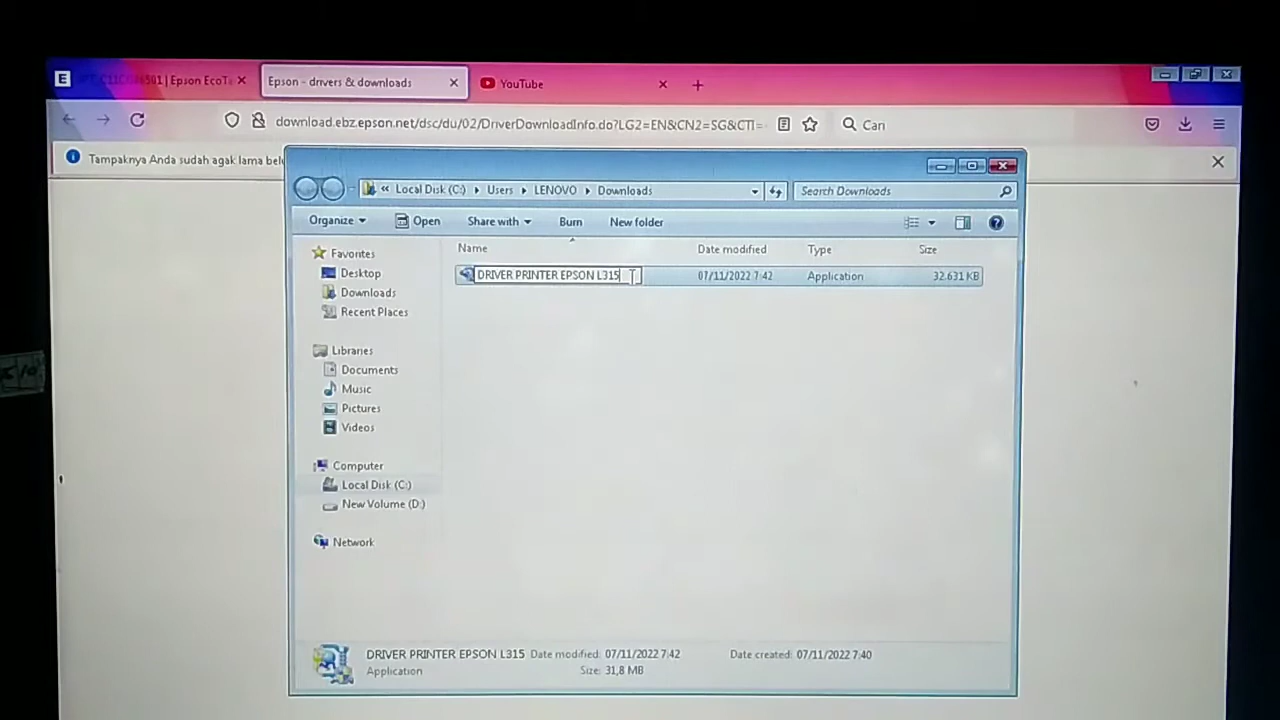 E
6501 | Epson EcoTa
Epson - drivers & downloads
YouTube
download.ebz.epson.net/dsc/du/02/DriverDownloadInfo.do?LG2=EN&CN2=SG&CTI=
Cari
Tampaknya Anda sudah agak lama bel
« Local Disk (C:) Users LENOVO Downloads
Search Downloads
Organize Open Share with Burn New folder
Name Date modified Type Size
DRIVER PRINTER EPSON L315 07/11/2022 7:42 Application 32.631 KB
Favorites
Desktop
Downloads
Recent Places
Libraries
Documents
Music
Pictures
Videos
Computer
Local Disk (C:)
New Volume (D:)
Network
DRIVER PRINTER EPSON L315 Date modified: 07/11/2022 7:42 Date created: 07/11/2022 7:40
Application Size: 31,8 MB